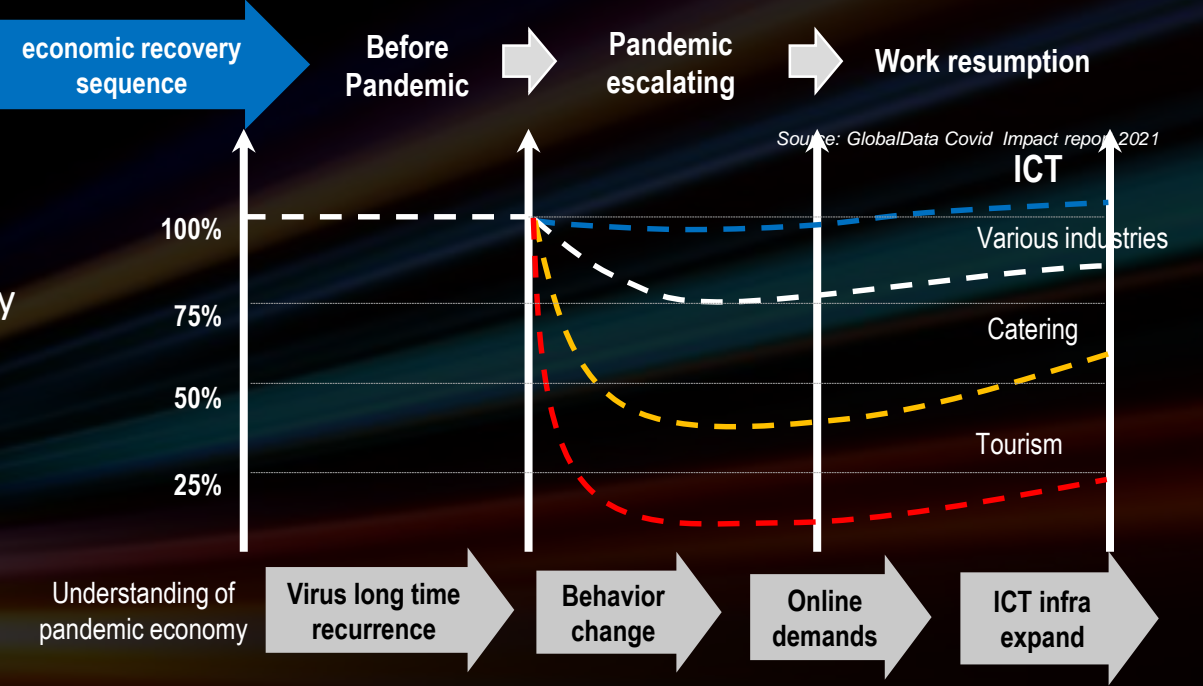 economic recovery
sequence
Before
Pandemic
Pandemic
escalating
Work resumption
Source: GlobalData Covid Impact report 2021
ICT
100%
Various industries
y
75%
Catering
50%
Tourism
25%
Understanding of
pandemic economy
Virus long time
recurrence
Behavior
change
Online
demands
ICT infra
expand